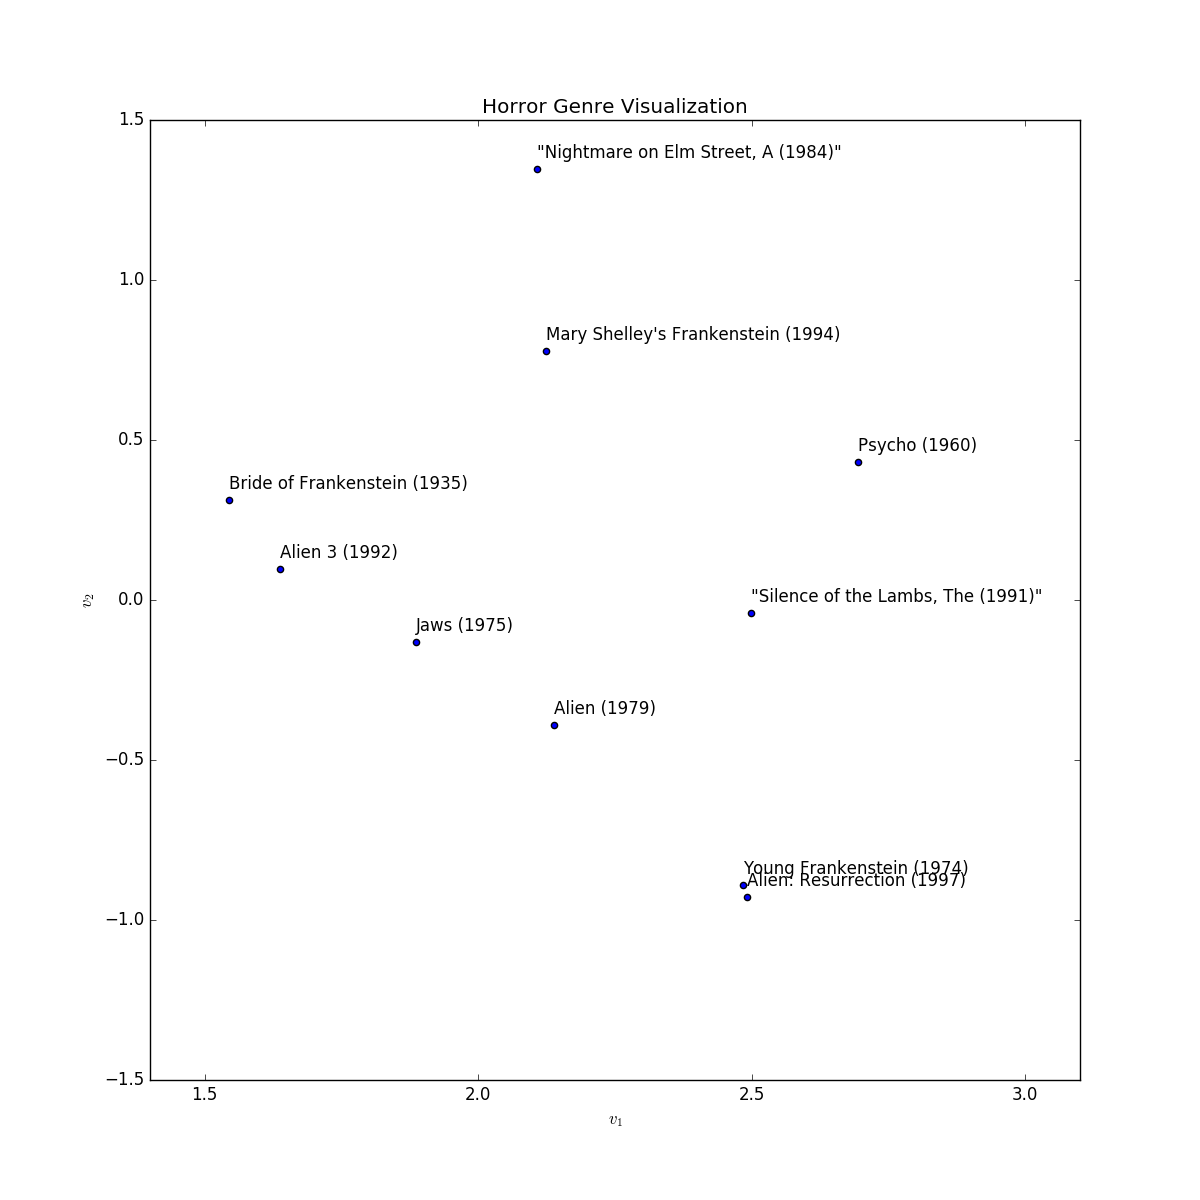 Horror Genre Visualization
1.5
"Nightmare on Elm Street, A (1984)"
1.0
Mary Shelley's Frankenstein (1994)
0.5
Psycho (1960)
Bride of Frankenstein (1935)
Alien 3 (1992)
0.0
"Silence of the Lambs, The (1991)"
v₂
Jaws (1975)
Alien (1979)
−0.5
Young Frankenstein (1974)
Alien: Resurrection (1997)
−1.0
−1.5
1.5 2.0 2.5 3.0
v₁